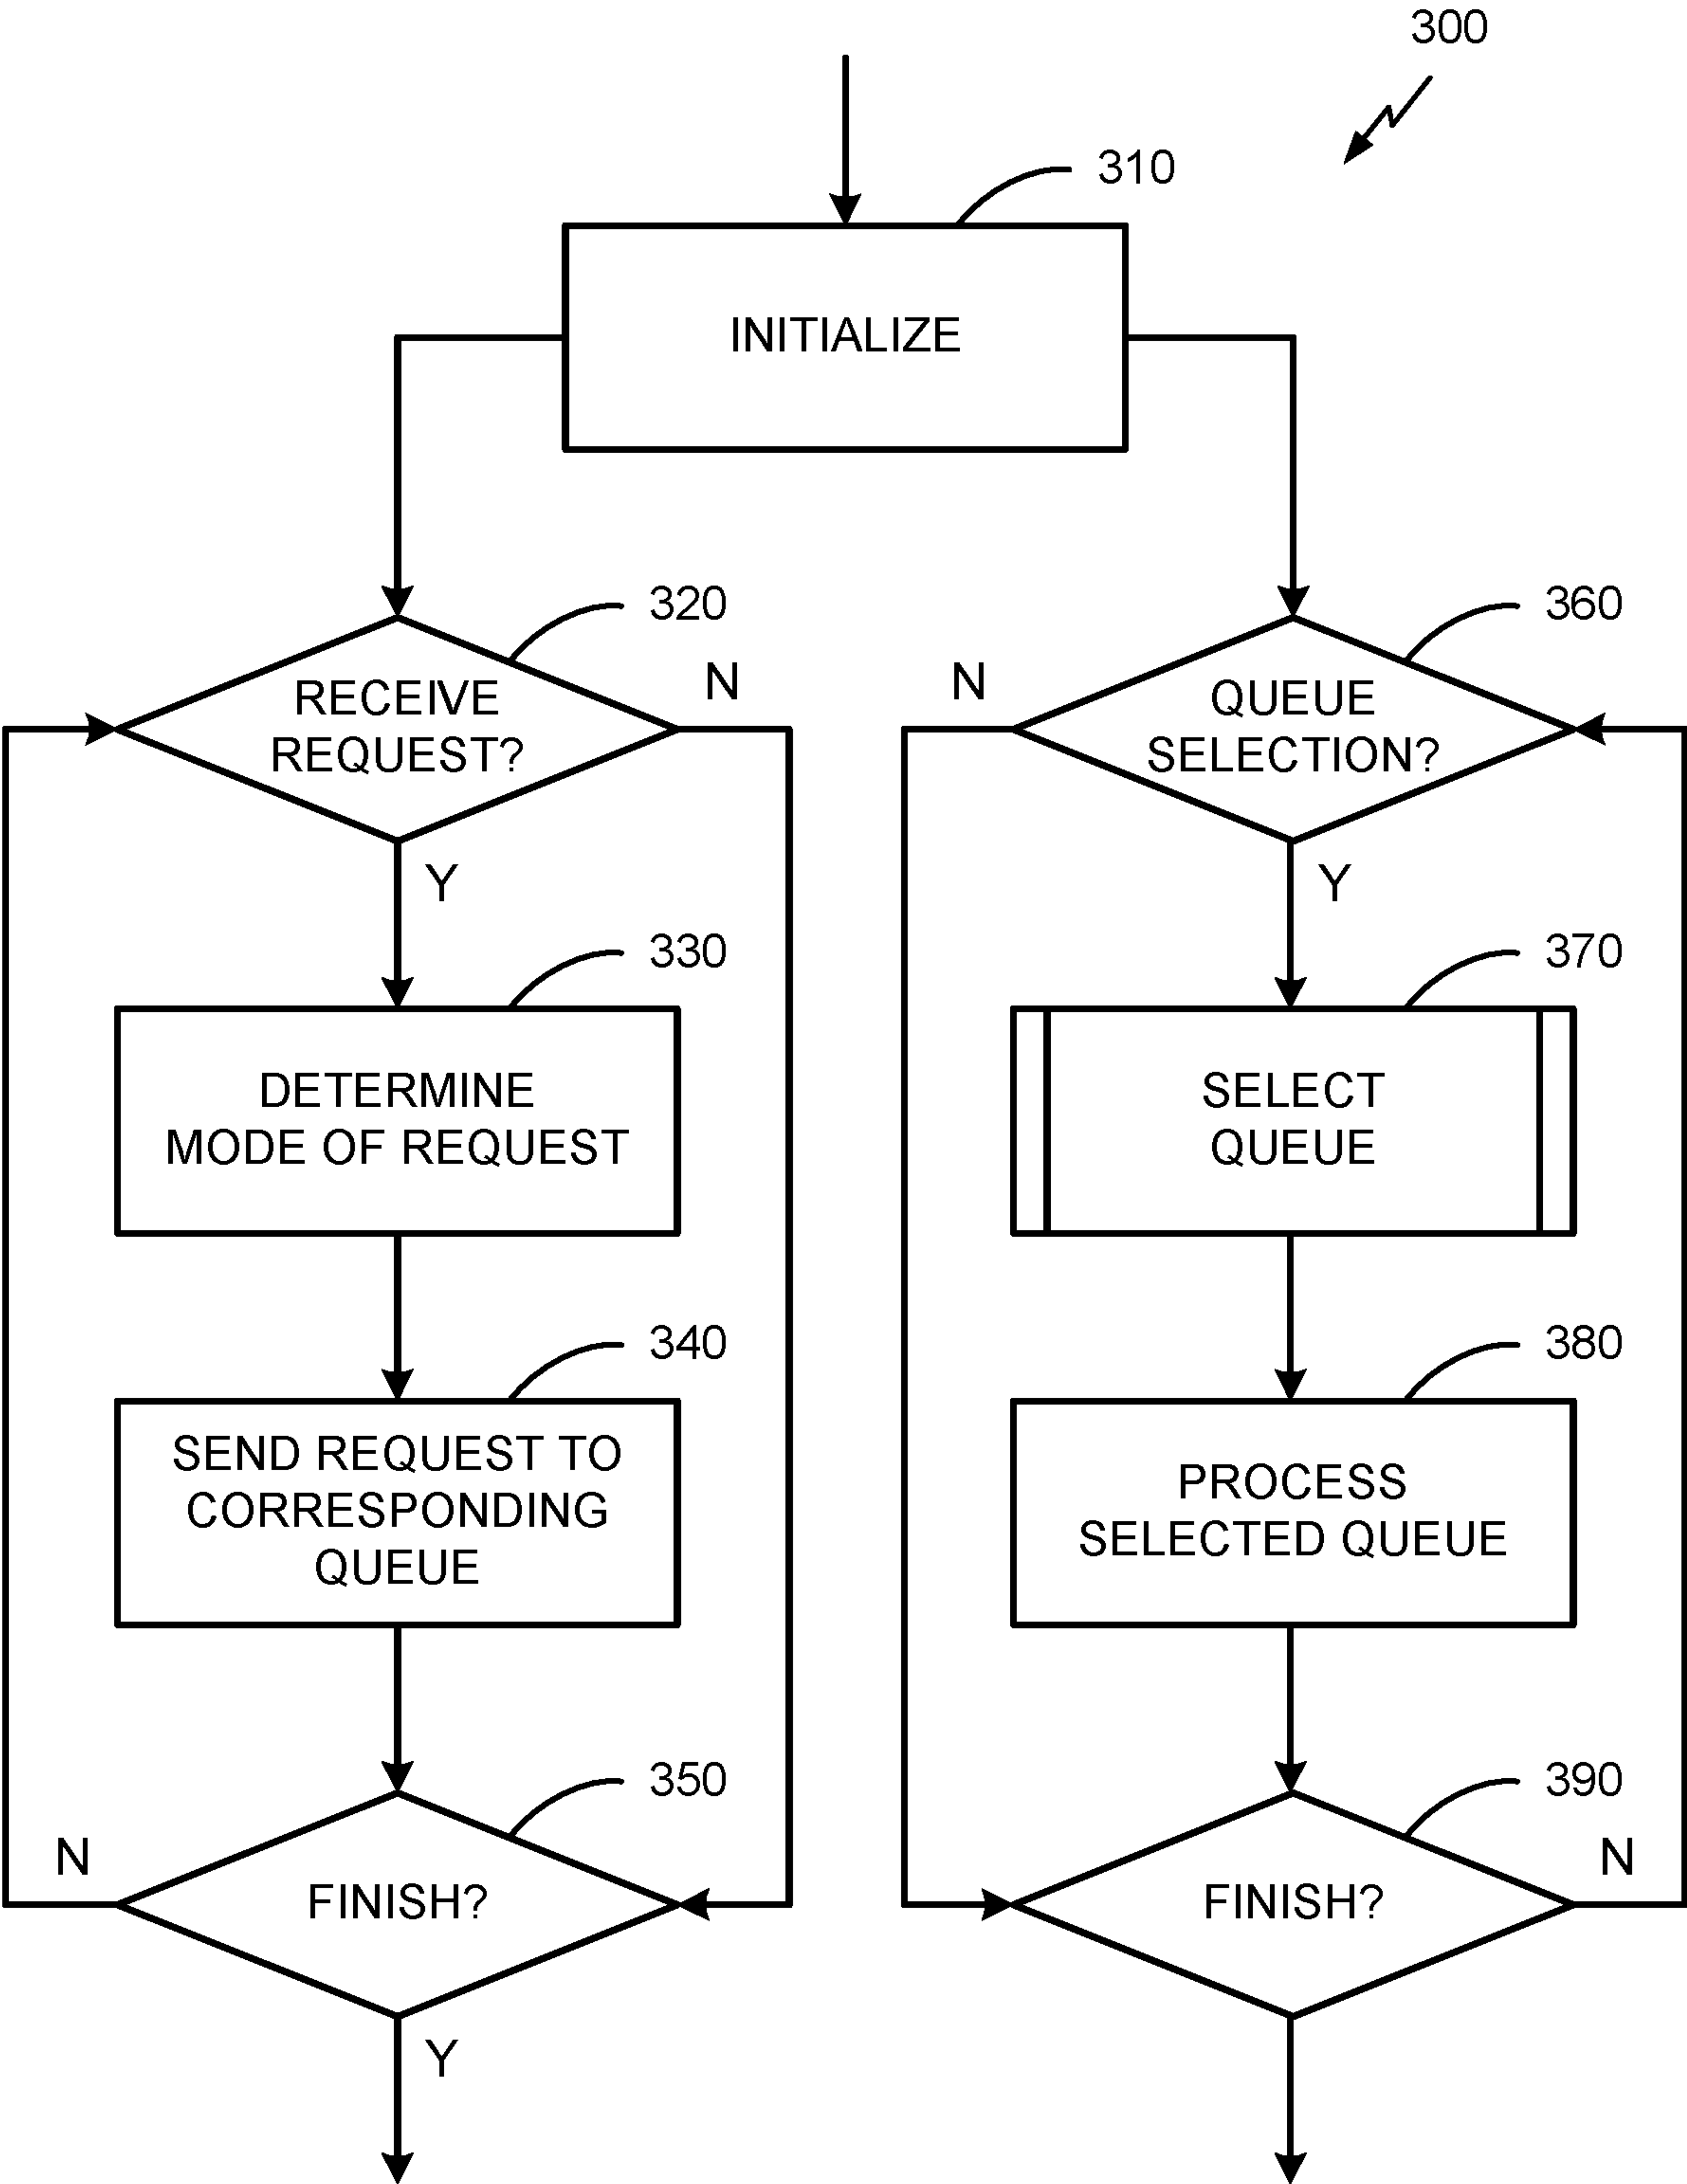 300
310
INITIALIZE
320
N
RECEIVE
REQUEST?
Y
330
DETERMINE
MODE OF REQUEST
340
SEND REQUEST TO
CORRESPONDING
QUEUE
350
N
FINISH?
Y
360
N
QUEUE
SELECTION?
Y
370
SELECT
QUEUE
380
PROCESS
SELECTED QUEUE
390
N
FINISH?